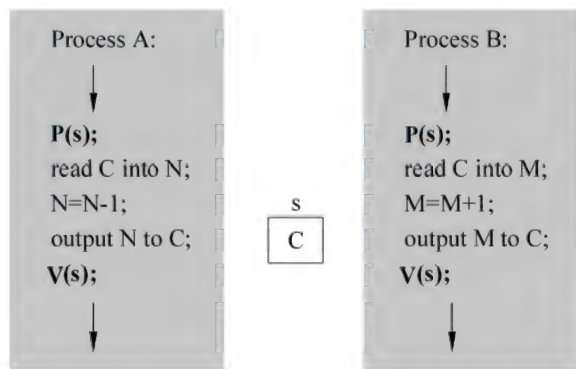 Process A:
P(s);
read C into N;
N=N-1;
output N to C;
V(s);
s
C
Process B:
P(s);
read C into M;
M=M+1;
output M to C;
V(s);